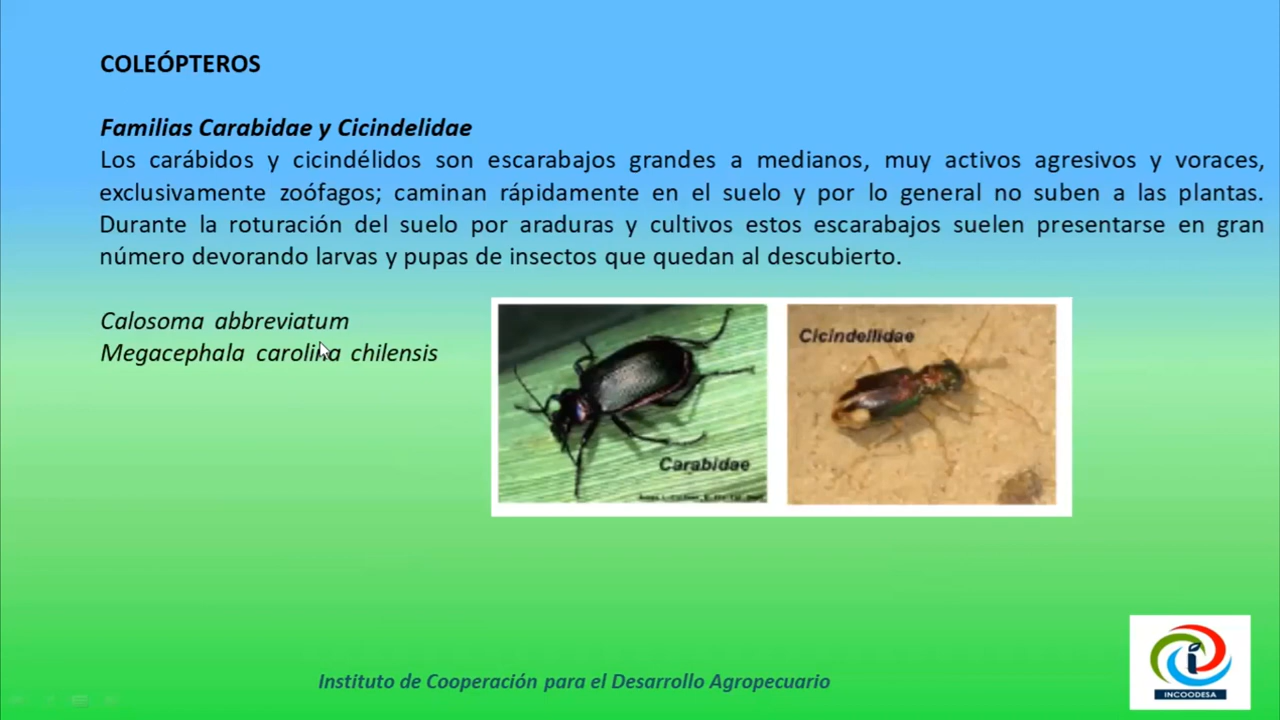 COLEÓPTEROS
Familias Carabidae y Cicindelidae
Los carábidos y cicindélidos son escarabajos grandes a medianos, muy activos agresivos y voraces,
exclusivamente zoófagos; caminan rápidamente en el suelo y por lo general no suben a las plantas.
Durante la roturación del suelo por araduras y cultivos estos escarabajos suelen presentarse en gran
número devorando larvas y pupas de insectos que quedan al descubierto.
Calosoma abbreviatum
Megacephala carolina chilensis
Cicindellidae
Carabidae
Instituto de Cooperación para el Desarrollo Agropecuario
INCOODESA